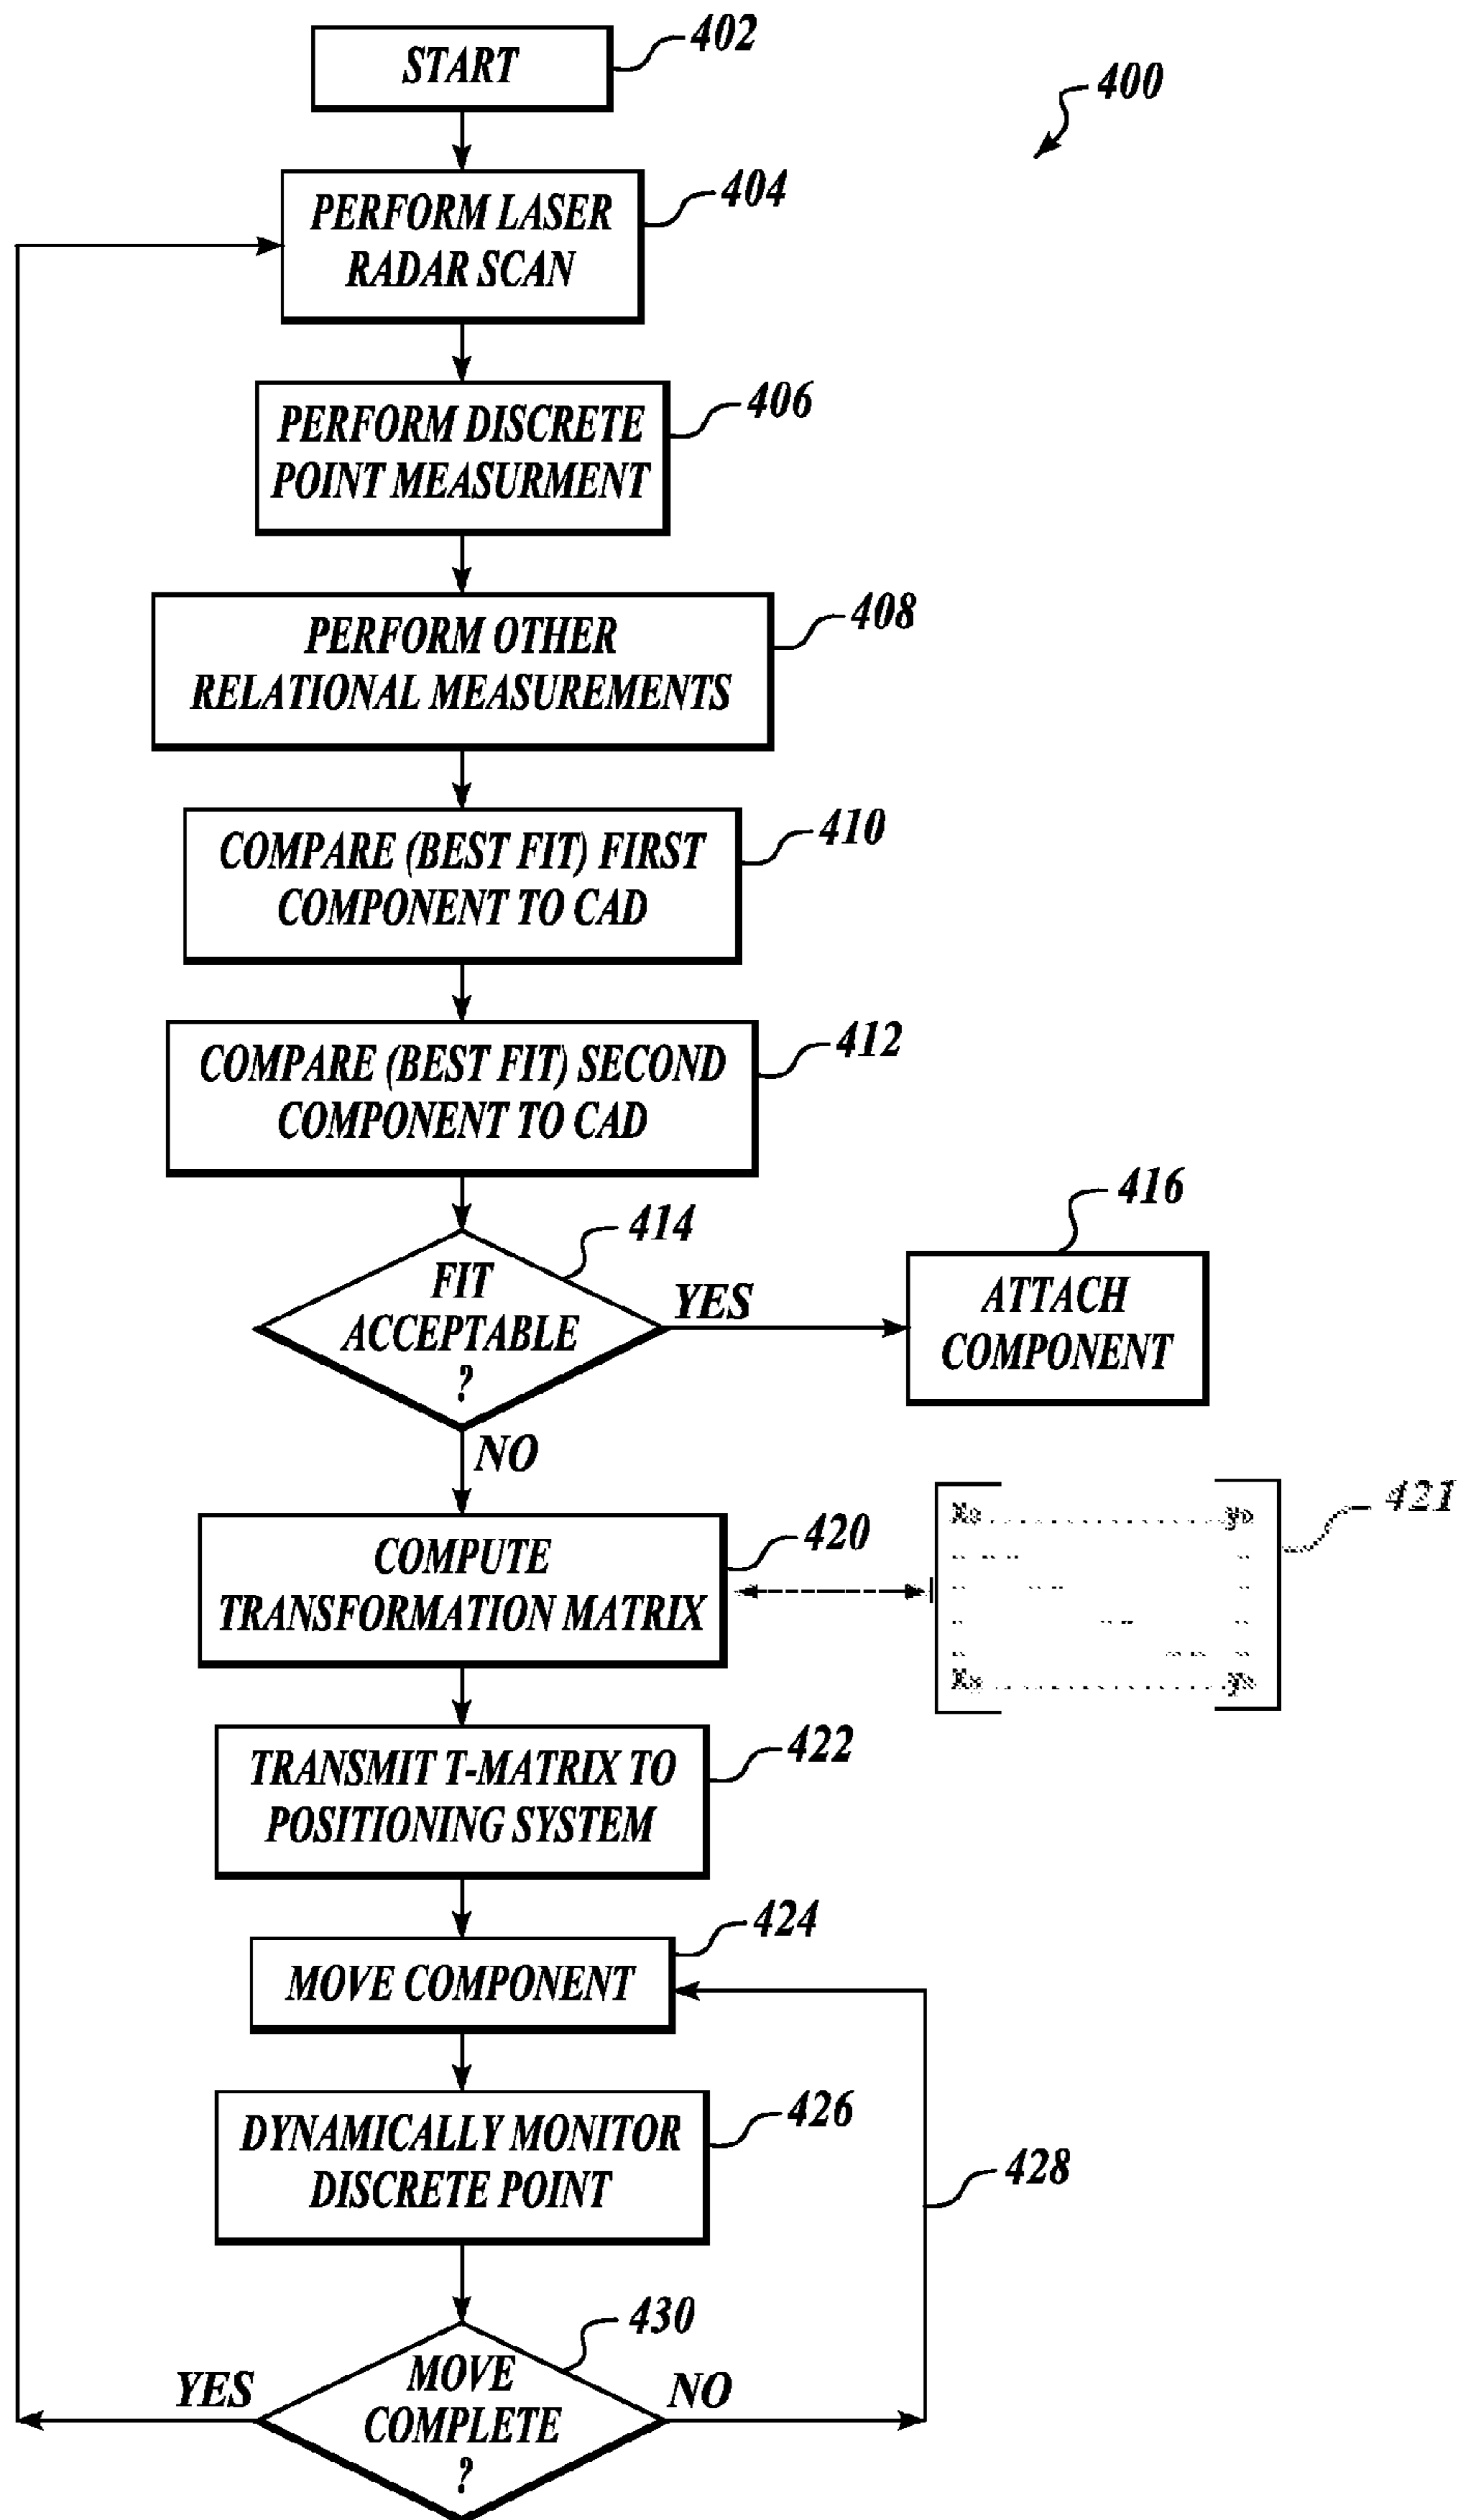 START
402
400
PERFORM LASER
RADAR SCAN
404
PERFORM DISCRETE
POINT MEASURMENT
406
PERFORM OTHER
RELATIONAL MEASUREMENTS
408
COMPARE (BEST FIT) FIRST
COMPONENT TO CAD
410
COMPARE (BEST FIT) SECOND
COMPONENT TO CAD
412
FIT
ACCEPTABLE
?
414
YES
ATTACH
COMPONENT
416
NO
COMPUTE
TRANSFORMATION MATRIX
420
421
TRANSMIT T-MATRIX TO
POSITIONING SYSTEM
422
MOVE COMPONENT
424
DYNAMICALLY MONITOR
DISCRETE POINT
426
428
MOVE
COMPLETE
?
430
YES
NO